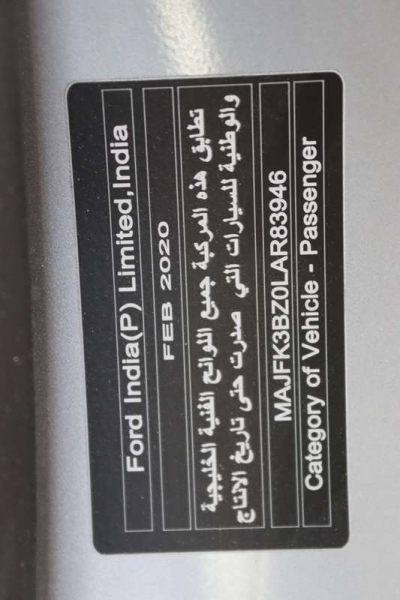 Ford India(P) Limited,India
FEB 2020
تطابق هذه المركبة جميع اللوائح الفنية الخليجية
والوطنية للسيارات التي صدرت حتى تاريخ الانتاج
MAJFK3BZ0LAR83946
Category of Vehicle - Passenger